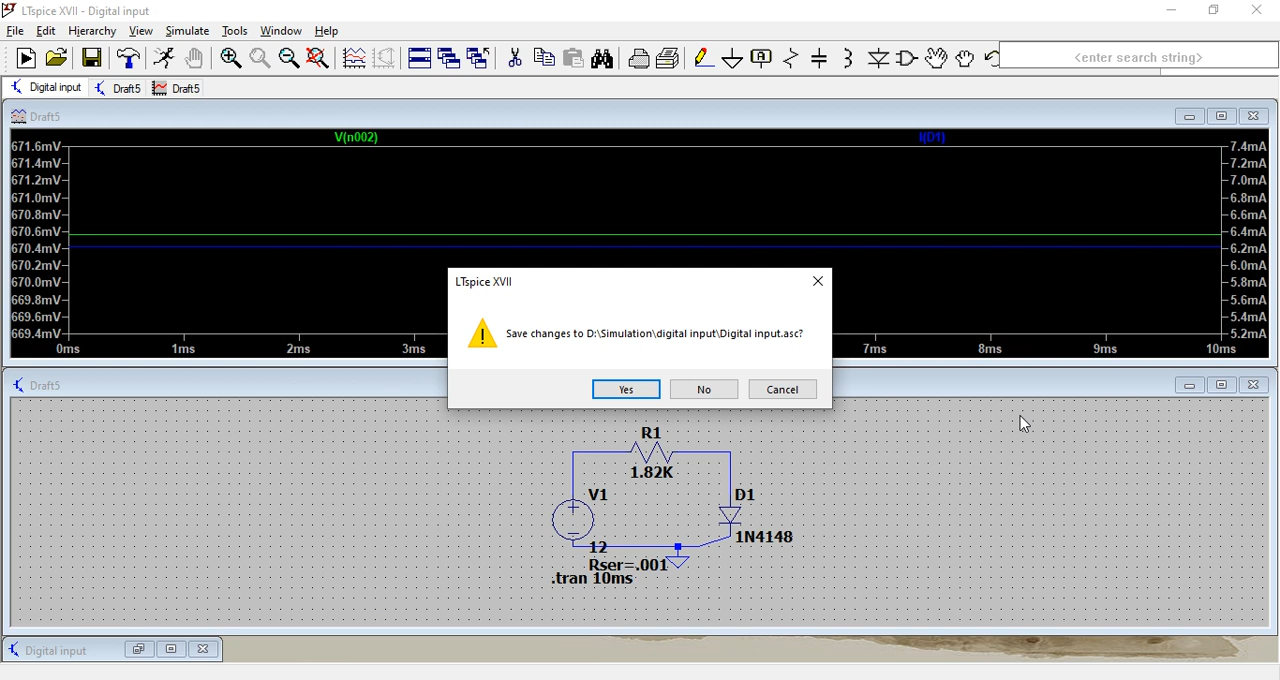 LTspice XVII - Digital input
File Edit Hierarchy View Simulate Tools Window Help
<enter search string>
Digital input Draft5 Draft5
Draft5
V(n002) I(D1)
671.6mV 7.4mA
671.4mV 7.2mA
671.2mV 7.0mA
671.0mV 6.8mA
670.8mV 6.6mA
670.6mV 6.4mA
670.4mV 6.2mA
670.2mV 6.0mA
670.0mV 5.8mA
669.8mV 5.6mA
669.6mV 5.4mA
669.4mV 5.2mA
0ms 1ms 2ms 3ms 7ms 8ms 9ms 10ms
LTspice XVII
Save changes to D:\Simulation\digital input\Digital input.asc?
Yes No Cancel
Draft5
R1
1.82K
V1 D1
1N4148
12
Rser=.001
.tran 10ms
Digital input